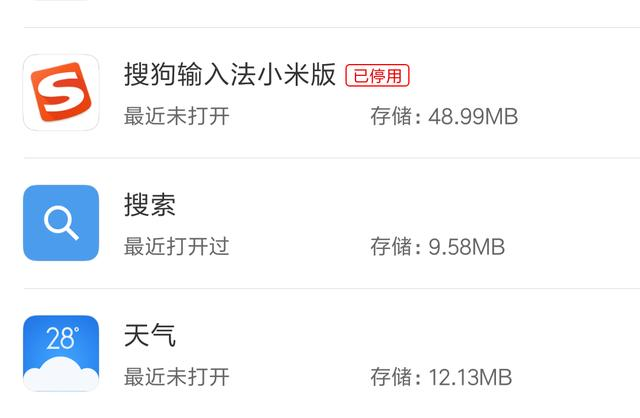 搜狗输入法小米版 已停用
最近未打开 存储：48.99MB
搜索
最近打开过 存储：9.58MB
28°
天气
最近未打开 存储：12.13MB